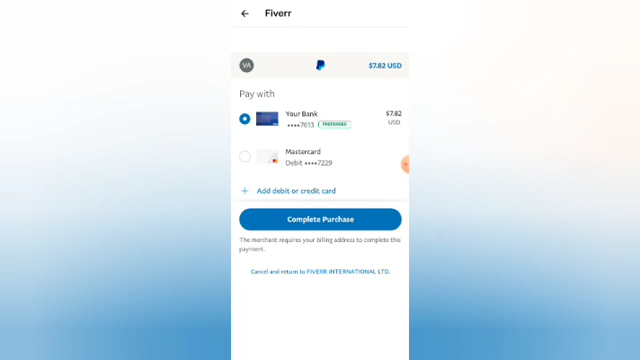 Fiverr
VA
$7.82 USD
Pay with
Your Bank
$7.82
••••7613 PREFERRED
USD
Mastercard
Debit ••••7229
+ Add debit or credit card
Complete Purchase
The merchant requires your billing address to complete this
payment.
Cancel and return to FIVERR INTERNATIONAL LTD.